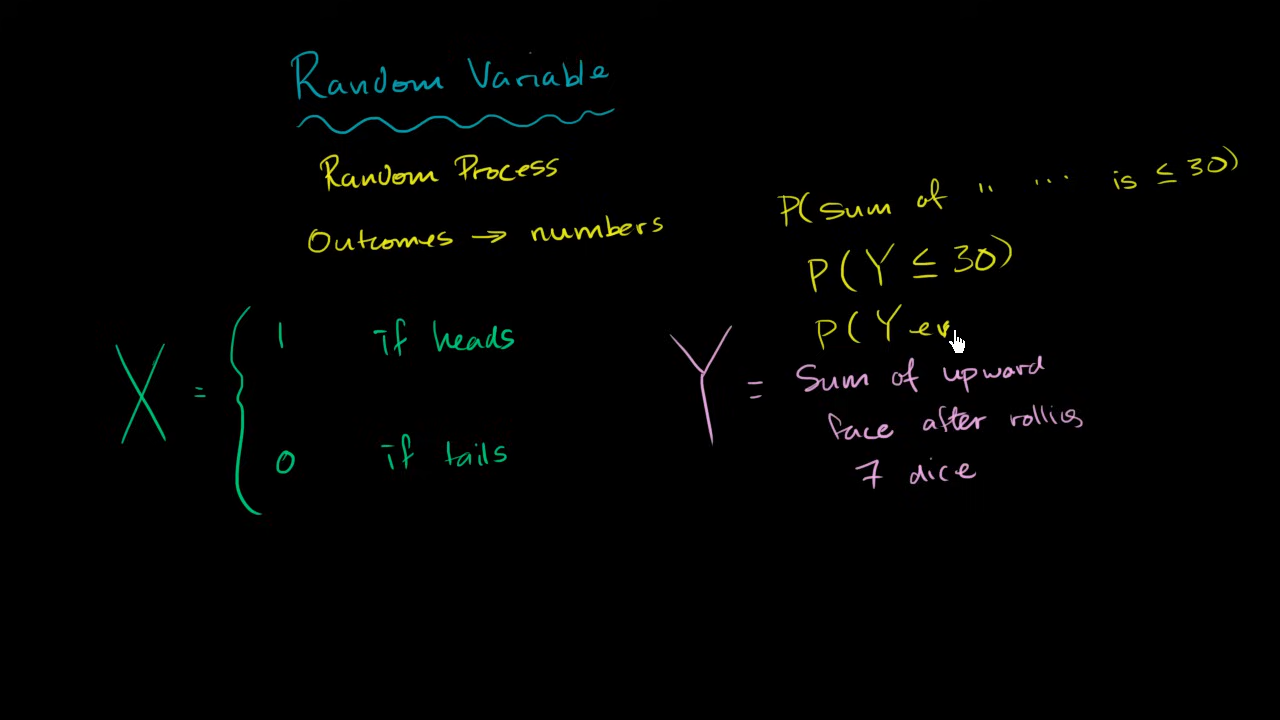 Random Variable
Random Process
Outcomes → numbers
X = { 1 if heads
0 if tails
P(sum of " ... is ≤ 30)
P(Y ≤ 30)
P(Y ev
Y = Sum of upward
face after rolling
7 dice